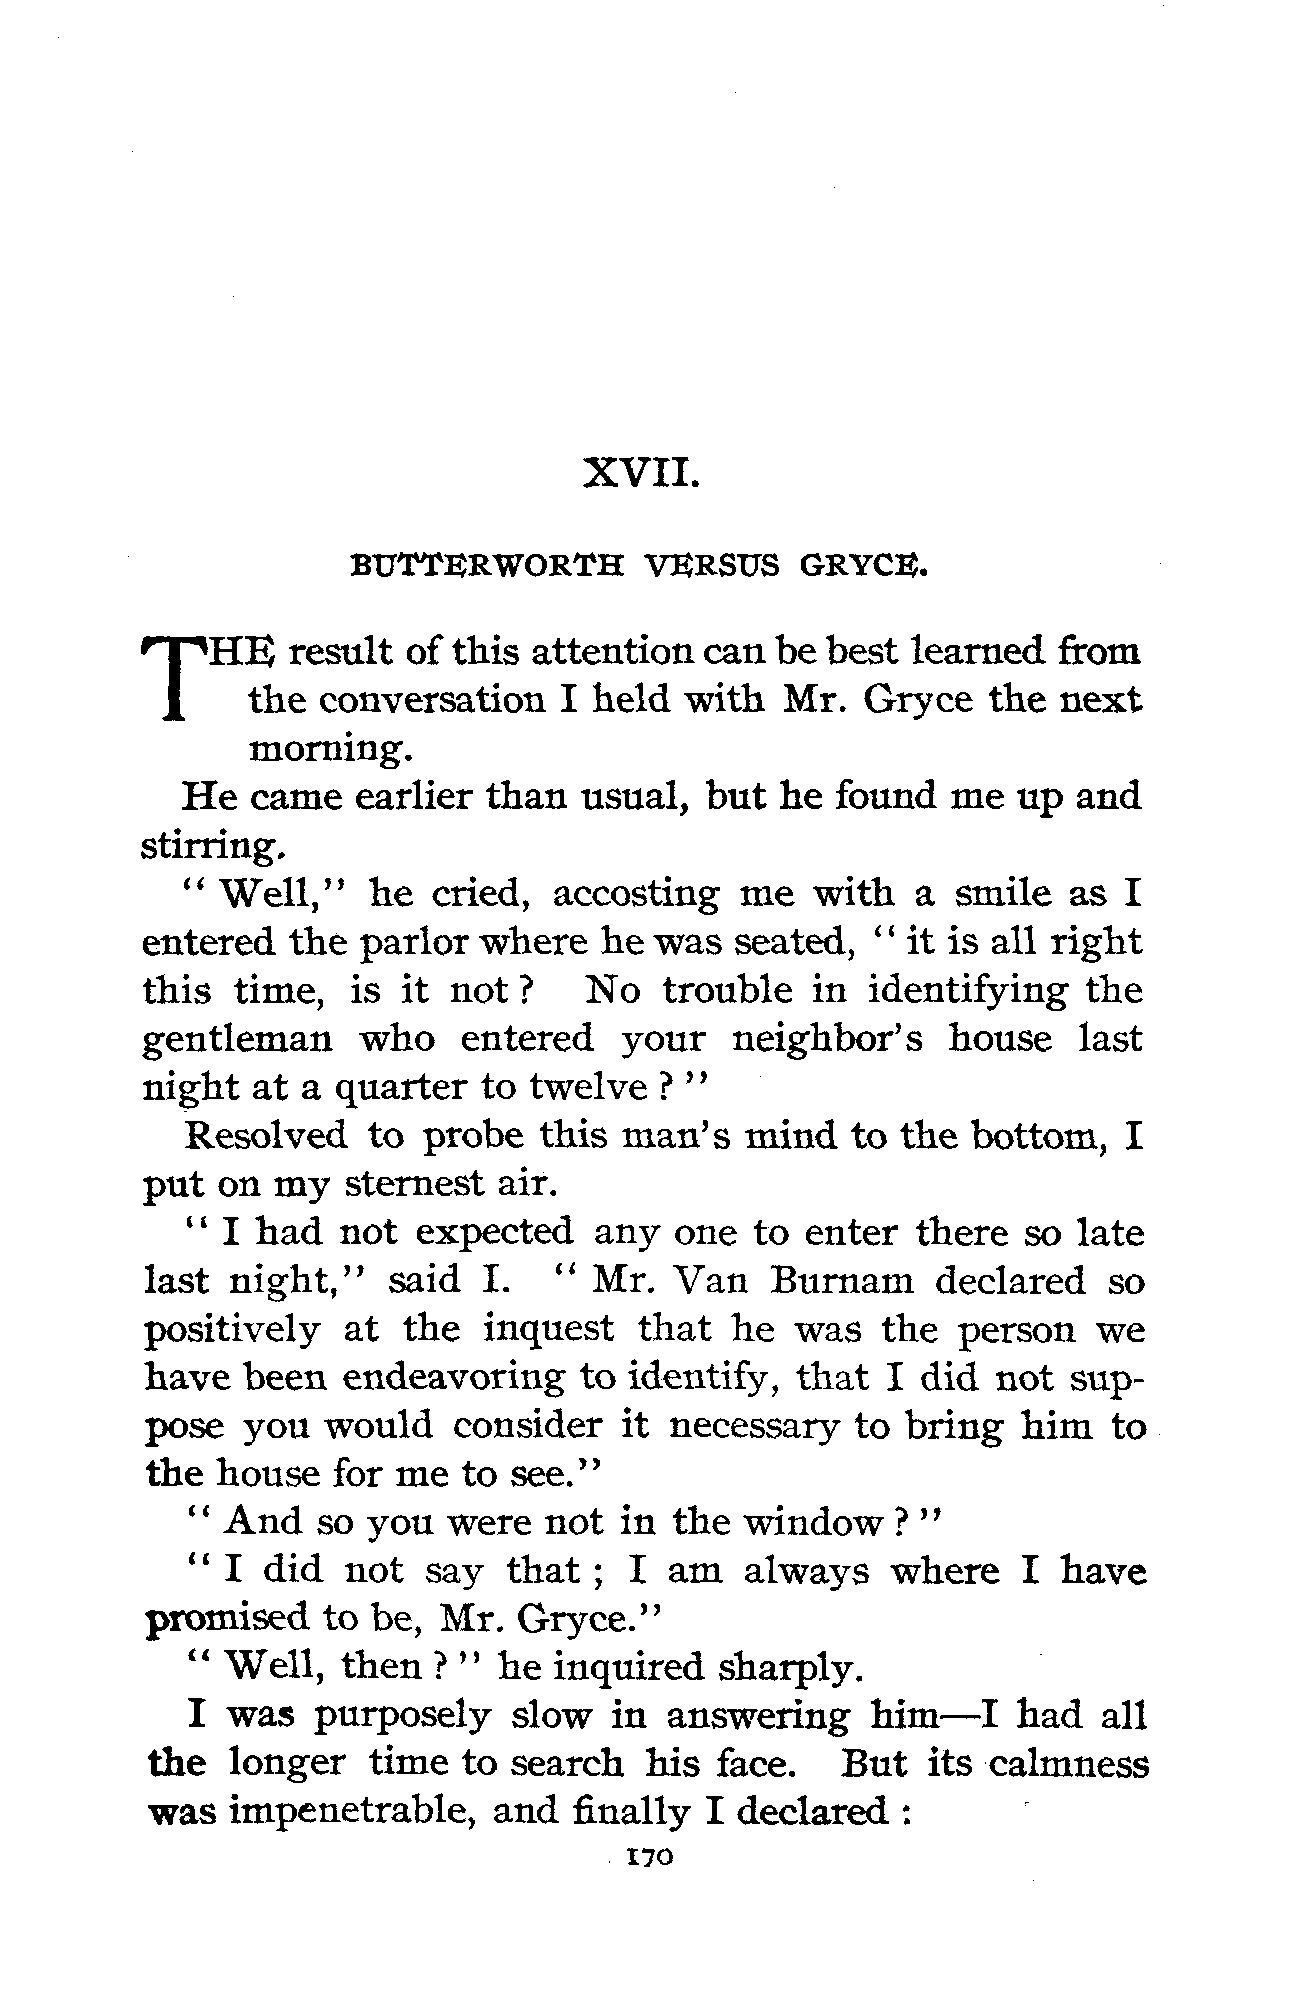 XVII.
BUTTERWORTH VERSUS GRYCE.
THE result of this attention can be best learned from
the conversation I held with Mr. Gryce the next
morning.
He came earlier than usual, but he found me up and
stirring.
“ Well,” he cried, accosting me with a smile as I
entered the parlor where he was seated, “ it is all right
this time, is it not ? No trouble in identifying the
gentleman who entered your neighbor’s house last
night at a quarter to twelve ? ”
Resolved to probe this man’s mind to the bottom, I
put on my sternest air.
“ I had not expected any one to enter there so late
last night,” said I. “ Mr. Van Burnam declared so
positively at the inquest that he was the person we
have been endeavoring to identify, that I did not sup-
pose you would consider it necessary to bring him to
the house for me to see.”
“ And so you were not in the window ? ”
“ I did not say that ; I am always where I have
promised to be, Mr. Gryce.”
“ Well, then ? ” he inquired sharply.
I was purposely slow in answering him—I had all
the longer time to search his face. But its calmness
was impenetrable, and finally I declared :
170